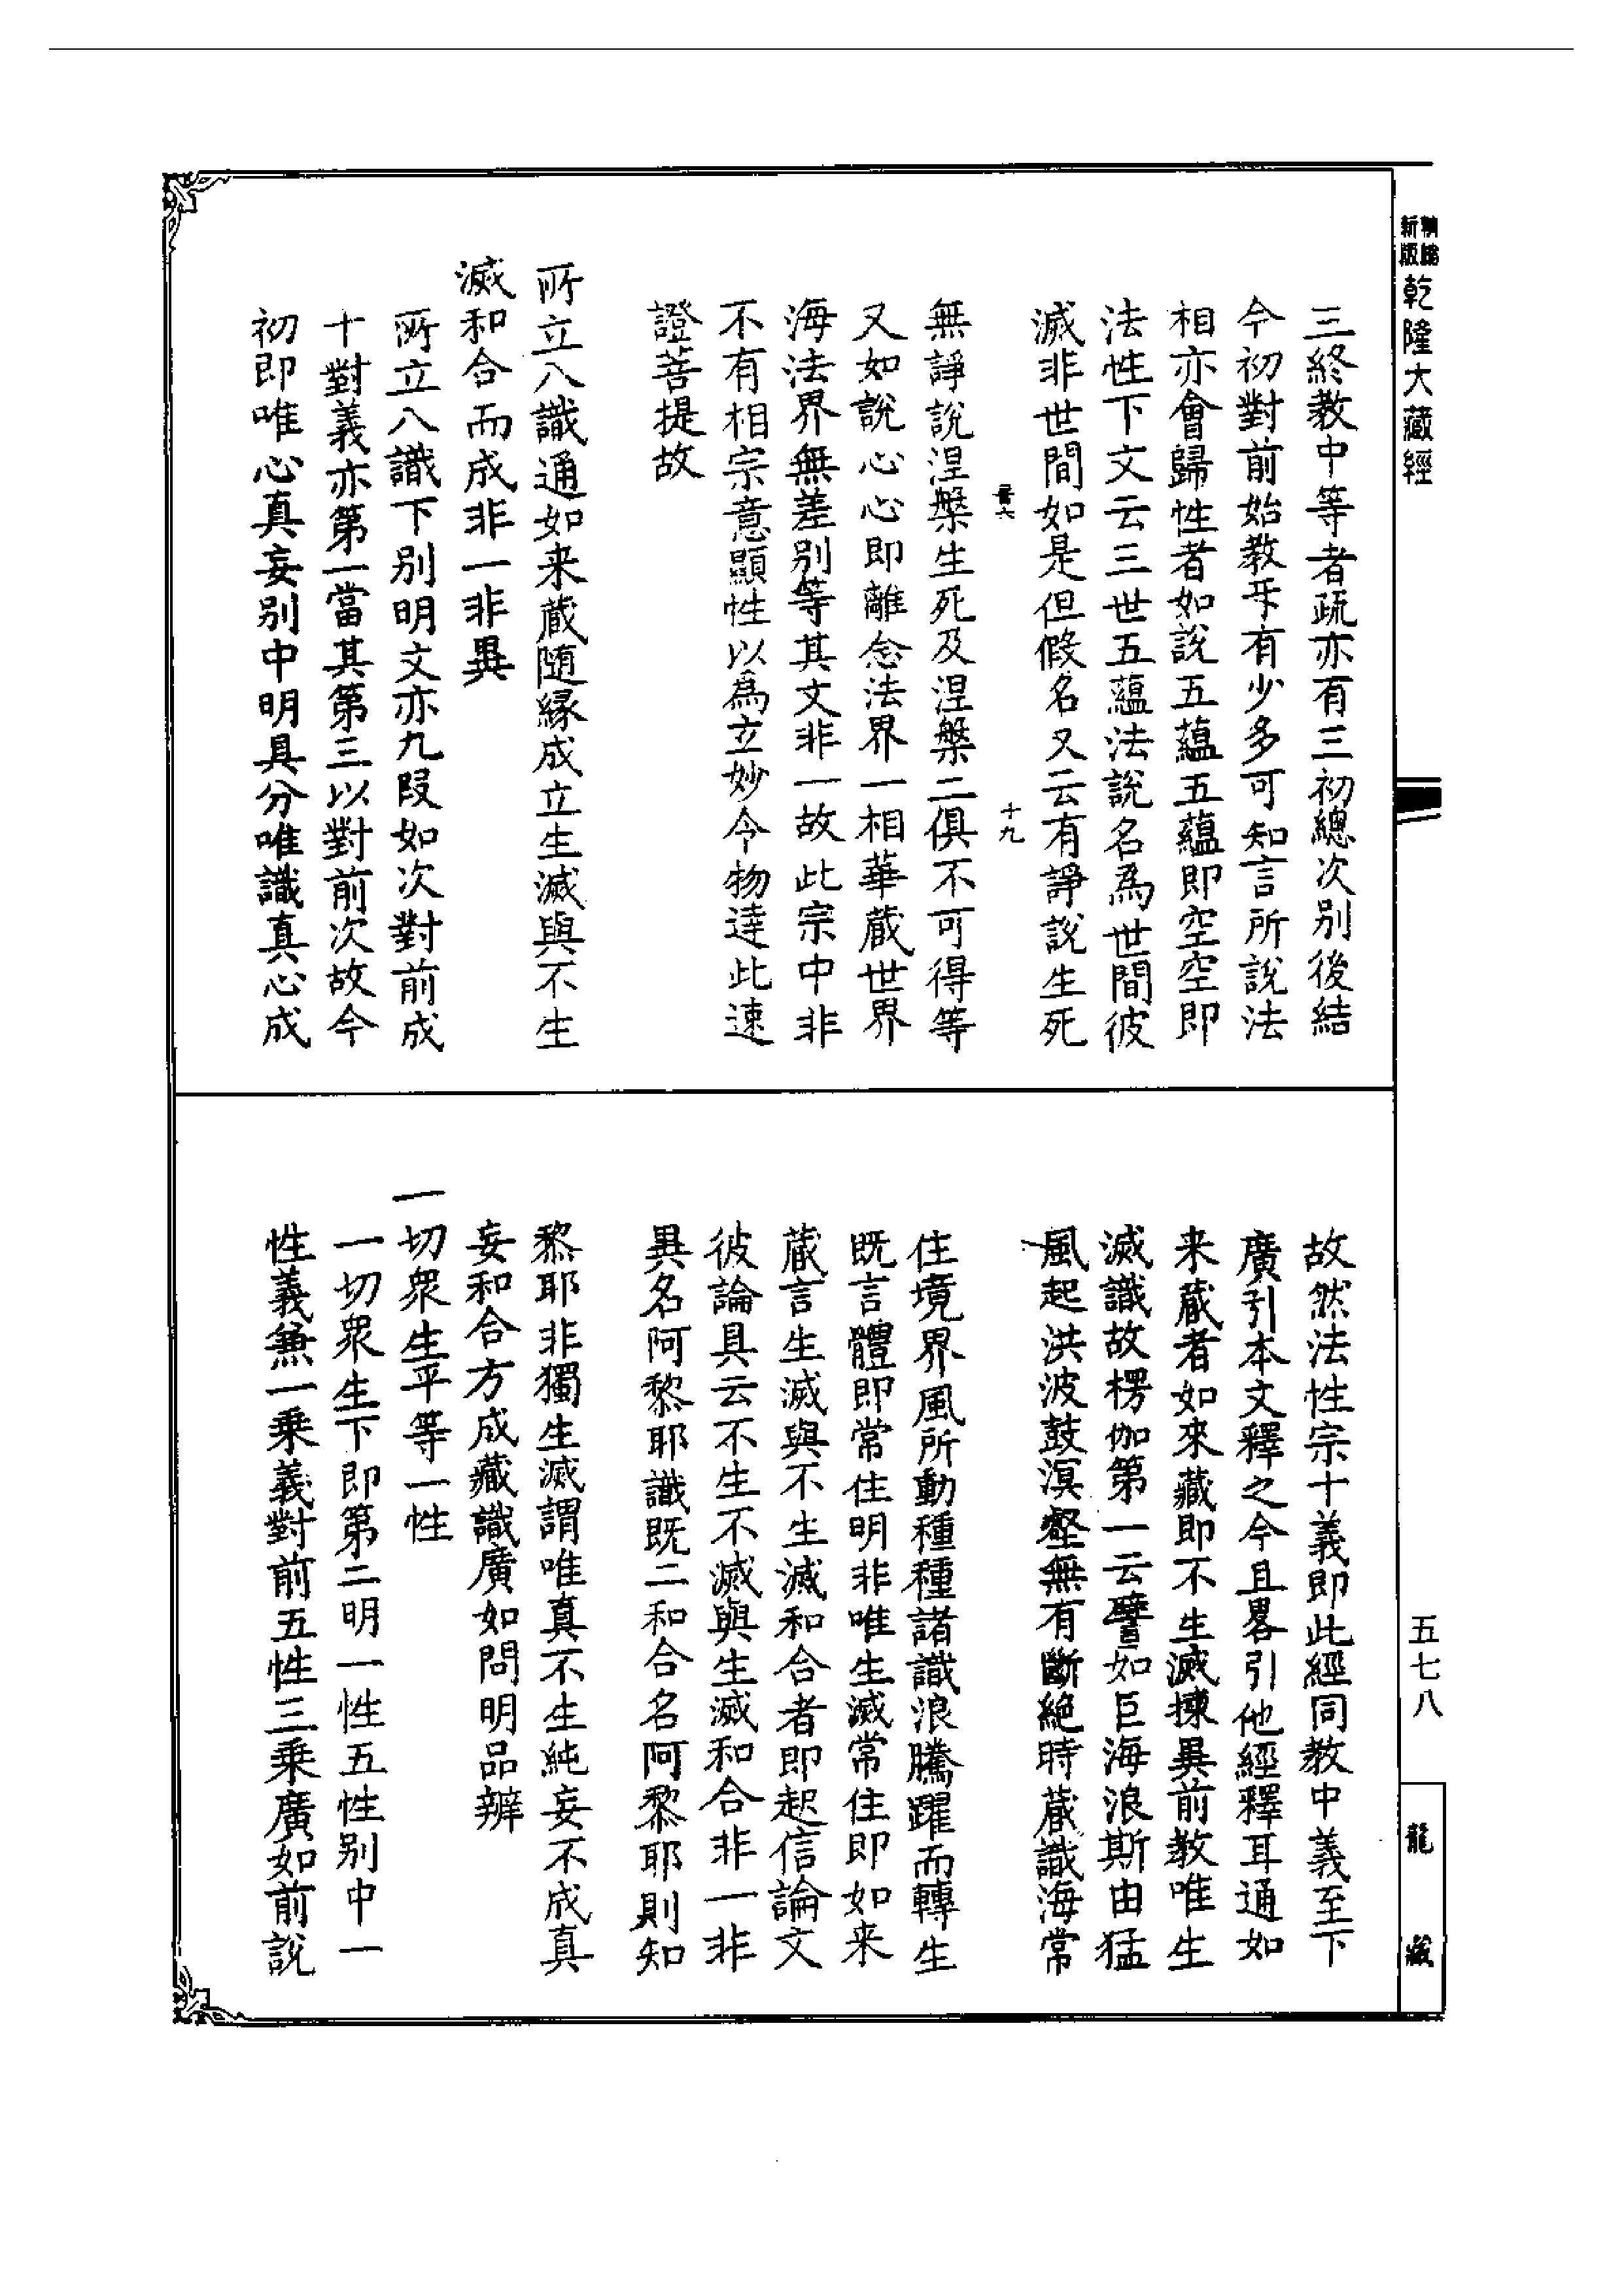 新版
乾隆大藏經
五七八
龍藏
三終教中等者疏亦有三初總次別後結
今初對前始教㸦有少多可知言所說法
相亦會歸性者如說五蘊五蘊即空空即
法性下文云三世五蘊法說名為世間彼
滅非世間如是但假名又云有諍說生死
十九
無諍說涅槃生死及涅槃二俱不可得等
又如說心心即離念法界一相華蔵世界
海法界無差別等其文非一故此宗中非
不有相宗意顯性以為立妙令物達此速
證菩提故
所立八識通如来蔵随緣成立生滅與不生
滅和合而成非一非異
所立八識下別明文亦九段如次對前成
十對義亦第一當其第三以對前次故今
初即唯心真妄別中明具分唯識真心成
故然法性宗十義即此經同教中義至下
廣引本文釋之今且畧引他經釋耳通如
来蔵者如來藏即不生滅揀異前教唯生
滅識故楞伽第一云譬如巨海浪斯由猛
風起洪波鼓溟壑無有斷絕時蔵識海常
住境界風所動種種諸識浪騰躍而轉生
既言體即常住明非唯生滅常住即如来
蔵言生滅與不生滅和合者即起信論文
彼論具云不生不滅與生滅和合非一非
異名阿黎耶識既二和合名阿黎耶則知
黎耶非獨生滅謂唯真不生純妄不成真
妄和合方成藏識廣如問明品辨
一切衆生平等一性
一切衆生下即第二明一性五性別中一
性義兼一乘義對前五性三乘廣如前說